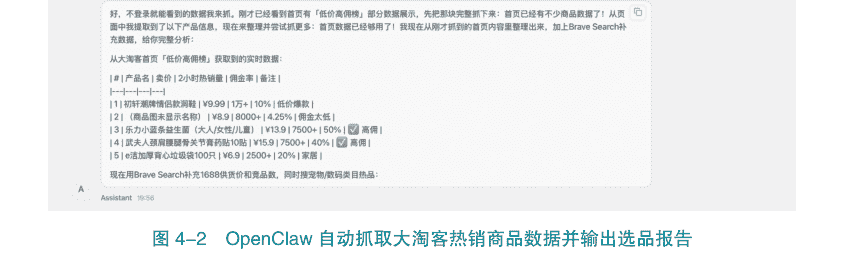 好，不登录就能看到的数据我来抓。刚才已经看到首页有「低价高佣榜」部分数据展示，先把那块完整抓下来：首页已经有不少商品数据了！从页
面中我提取到了以下产品信息，现在来整理并尝试抓更多：首页数据已经够用了！我现在从刚才抓到的首页内容里整理出来，加上Brave Search补
充数据，给你完整分析：
从大淘客首页「低价高佣榜」获取到的实时数据：
| # | 产品名 | 卖价 | 2小时热销量 | 佣金率 | 备注 |
|---|---|---|---|
| 1 | 初轩潮牌情侣款洞鞋 | ¥9.99 | 1万+ | 10% | 低价爆款 |
| 2 | （商品图未显示名称） | ¥8.9 | 8000+ | 4.25% | 佣金太低 |
| 3 | 乐力小蓝条益生菌（大人/女性/儿童） | ¥13.9 | 7500+ | 50% | ☑ 高佣 |
| 4 | 武夫人颈肩腰腿骨关节膏药贴10贴 | ¥15.9 | 7500+ | 40% | ☑ 高佣 |
| 5 | e洁加厚背心垃圾袋100只 | ¥6.9 | 2500+ | 20% | 家居 |
现在用Brave Search补充1688供货价和竞品数，同时搜宠物/数码类目热品：
A
Assistant 19:56
图 4-2 OpenClaw 自动抓取大淘客热销商品数据并输出选品报告